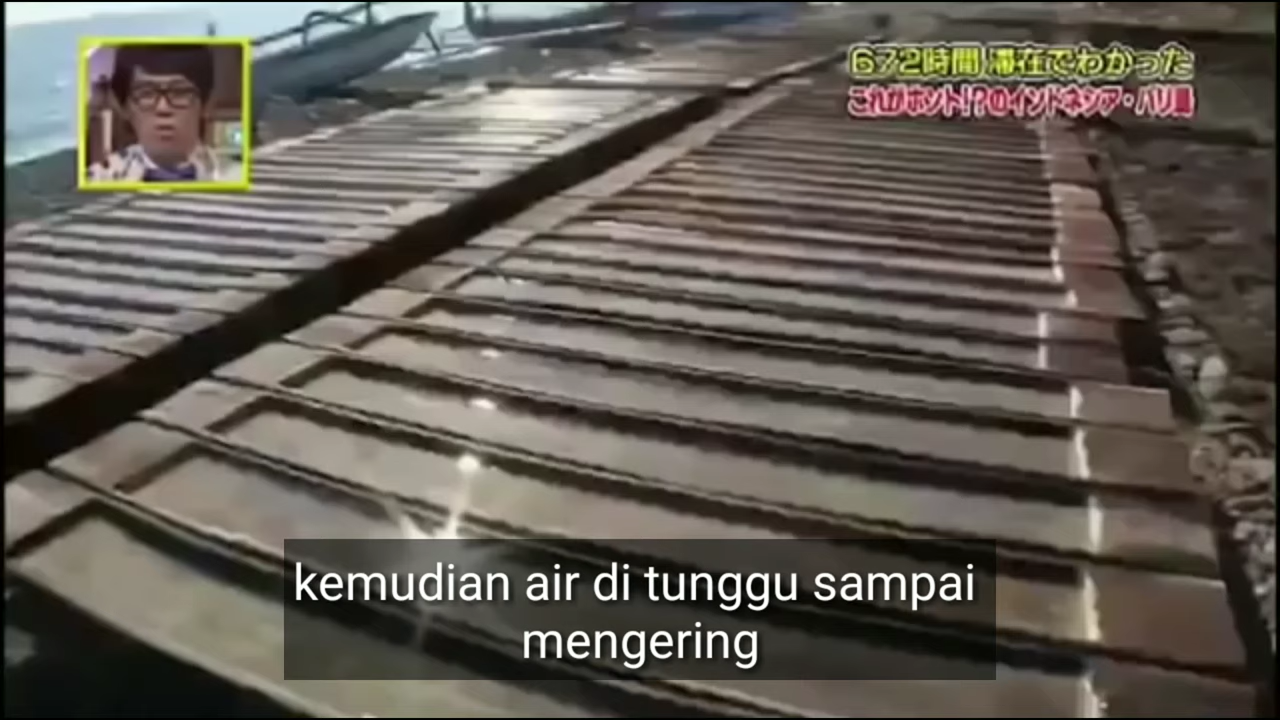 672時間 滞在でわかった
これがホント!?のインドネシア・バリ島
kemudian air di tunggu sampai
mengering